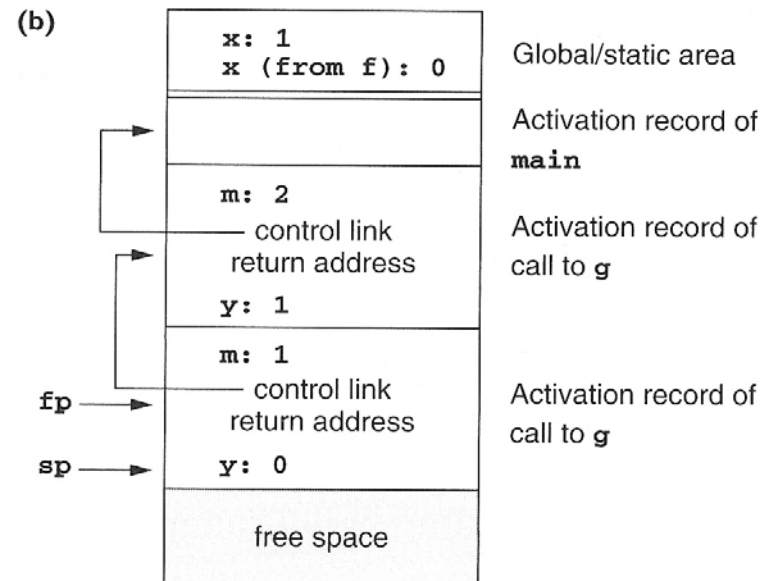 (b)
x: 1
x (from f): 0
Global/static area
Activation record of
main
m: 2
control link
return address
y: 1
Activation record of
call to g
m: 1
control link
return address
y: 0
Activation record of
call to g
fp
sp
free space